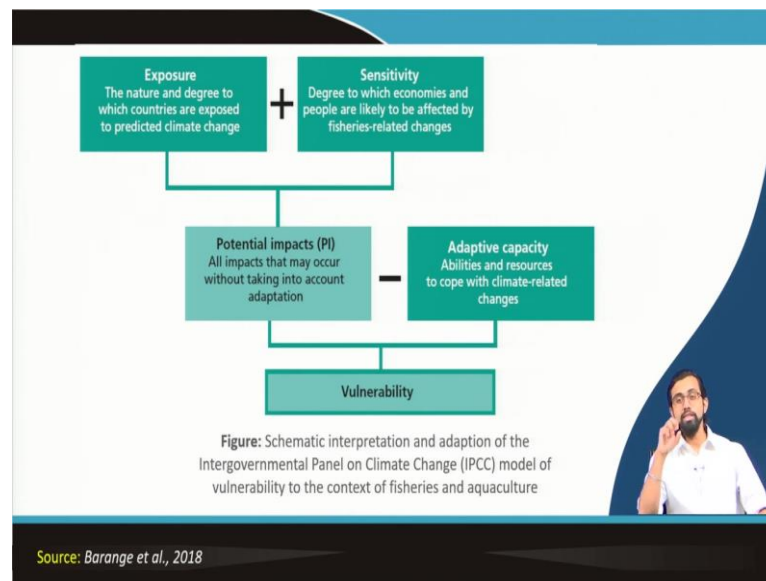 Exposure
The nature and degree to
which countries are exposed
to predicted climate change
+
Sensitivity
Degree to which economies and
people are likely to be affected by
fisheries-related changes
Potential impacts (PI)
All impacts that may occur
without taking into account
adaptation
–
Adaptive capacity
Abilities and resources
to cope with climate-related
changes
Vulnerability
Figure: Schematic interpretation and adaption of the
Intergovernmental Panel on Climate Change (IPCC) model of
vulnerability to the context of fisheries and aquaculture
Source: Barange et al., 2018